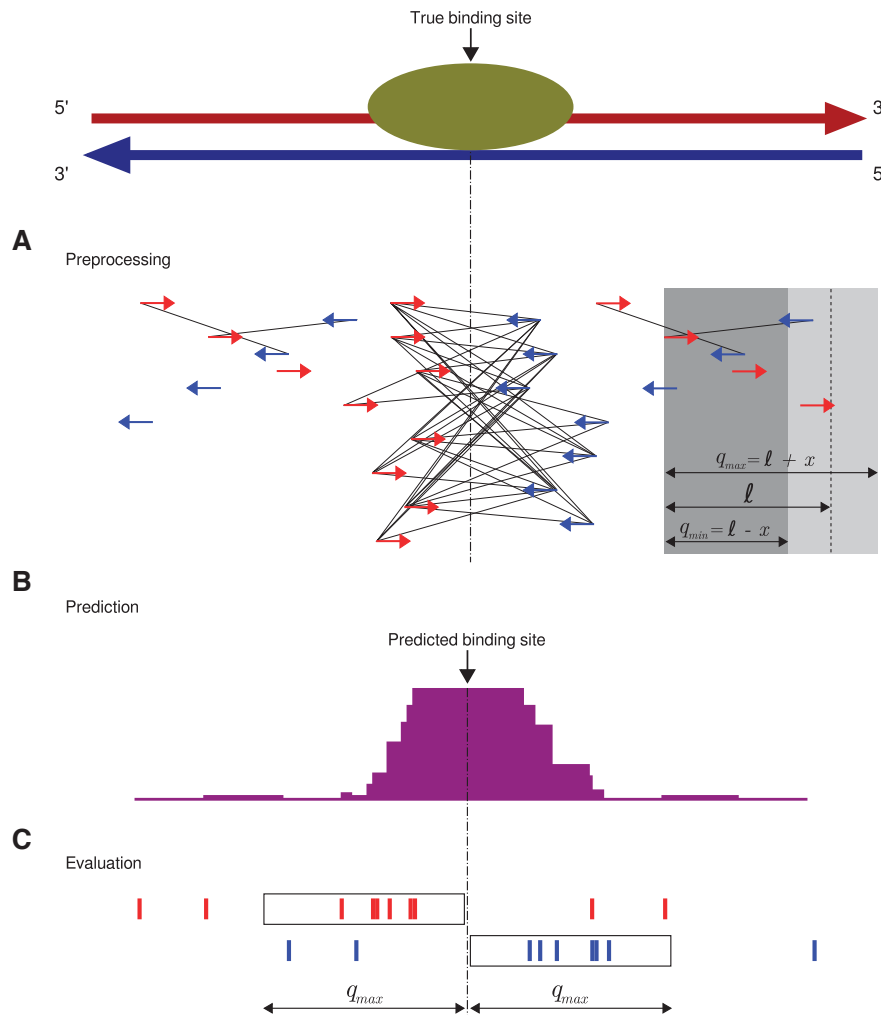 True binding site
5'
3'
3'
5
A
Preprocessing
q_max = ℓ + x
ℓ
q_min = ℓ - x
B
Prediction
Predicted binding site
C
Evaluation
q_max
q_max